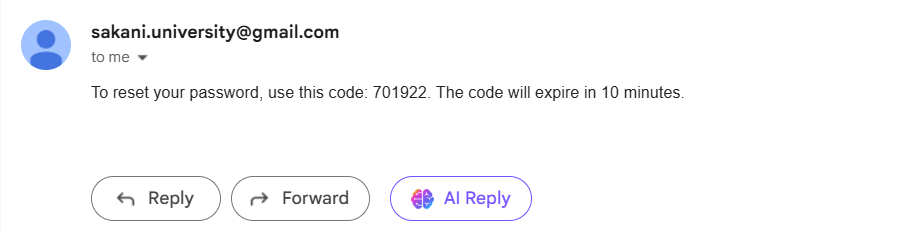 sakani.university@gmail.com
to me
To reset your password, use this code: 701922. The code will expire in 10 minutes.
Reply
Forward
AI Reply